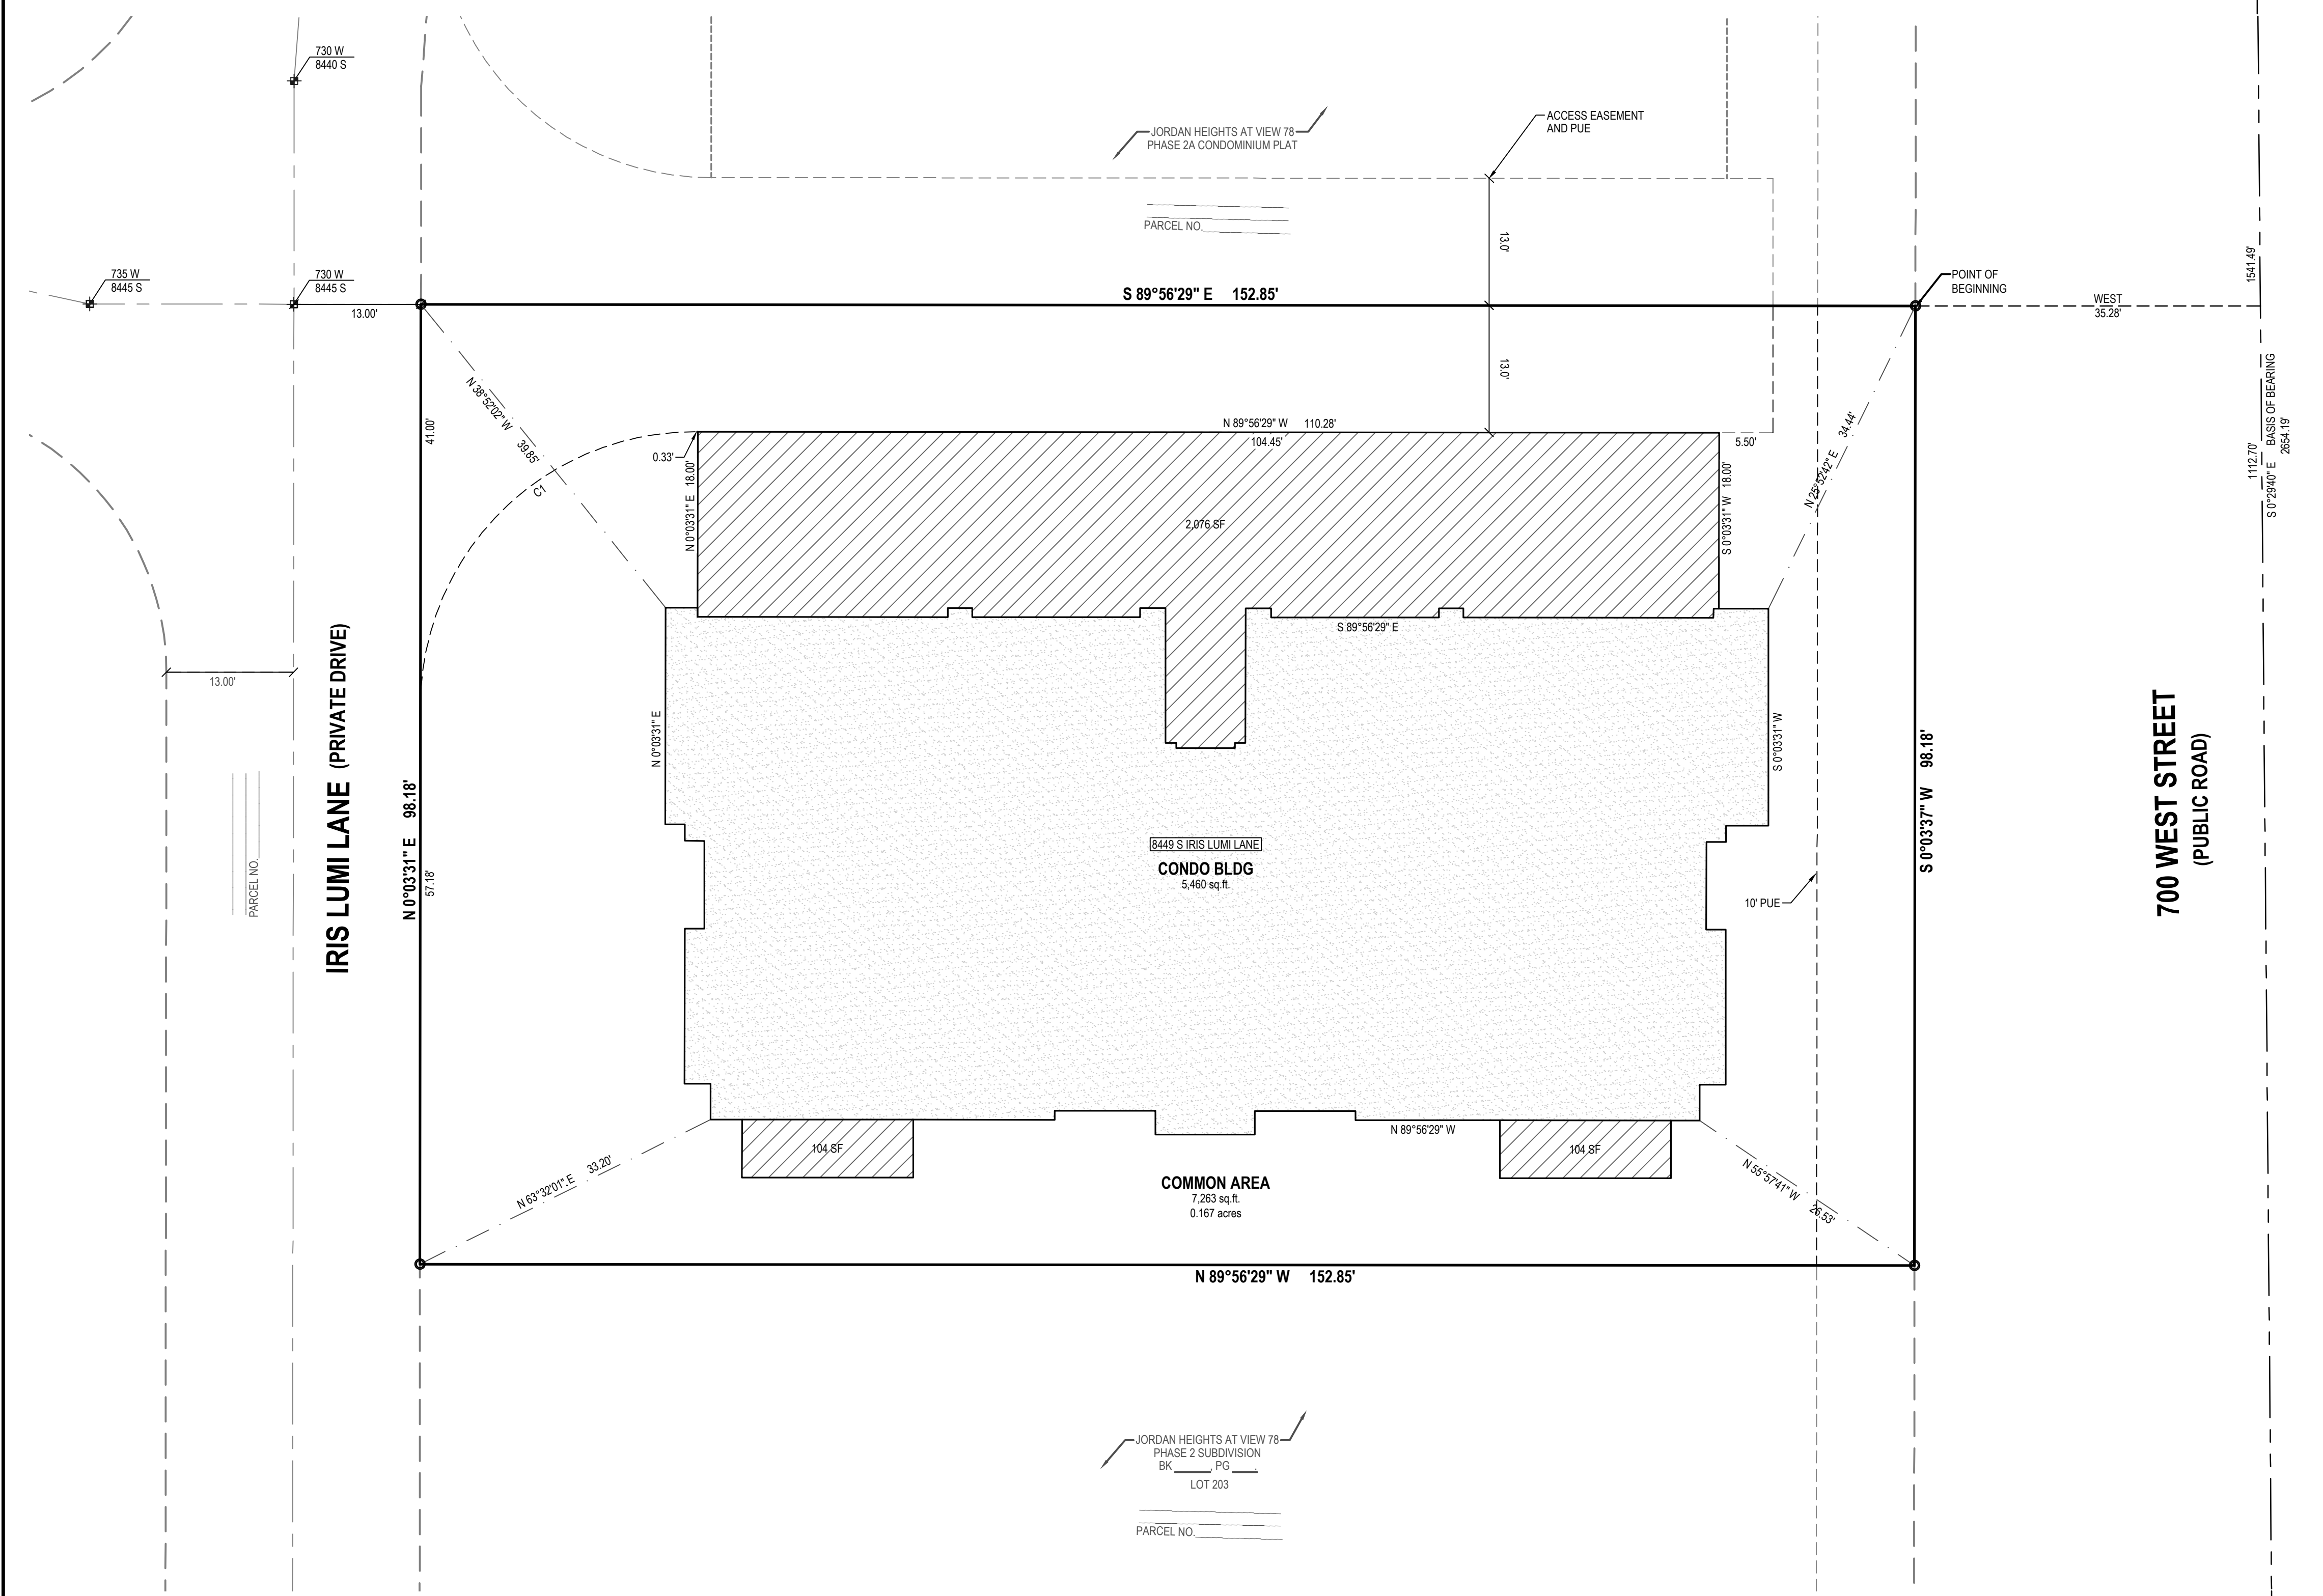 730 W
8440 S
JORDAN HEIGHTS AT VIEW 78
PHASE 2A CONDOMINIUM PLAT
ACCESS EASEMENT
AND PUE
PARCEL NO.
13.0'
1541.49'
735 W
8445 S
730 W
8445 S
13.00'
S 89°56'29" E 152.85'
POINT OF
BEGINNING
WEST
35.28'
13.0'
N 38°52'02" W 39.85'
41.00'
N 89°56'29" W 110.28'
104.45'
5.50'
0.33'
C1
N 0°03'31" E 18.00'
2,076 SF
S 0°03'31" W 18.00'
N 25°52'42" E 34.44'
1112.70'
S 0°29'40" E BASIS OF BEARING
2654.19'
S 89°56'29" E
13.00'
IRIS LUMI LANE (PRIVATE DRIVE)
N 0°03'31" E
S 0°03'31" W
N 0°03'31" E 98.18'
57.18'
PARCEL NO.
8449 S IRIS LUMI LANE
CONDO BLDG
5,460 sq.ft.
10' PUE
S 0°03'37" W 98.18'
700 WEST STREET
(PUBLIC ROAD)
N 89°56'29" W
104 SF
104 SF
N 63°32'01" E 33.20'
COMMON AREA
7,263 sq.ft.
0.167 acres
N 55°57'41" W 26.53'
N 89°56'29" W 152.85'
JORDAN HEIGHTS AT VIEW 78
PHASE 2 SUBDIVISION
BK ______, PG ____.
LOT 203
PARCEL NO.